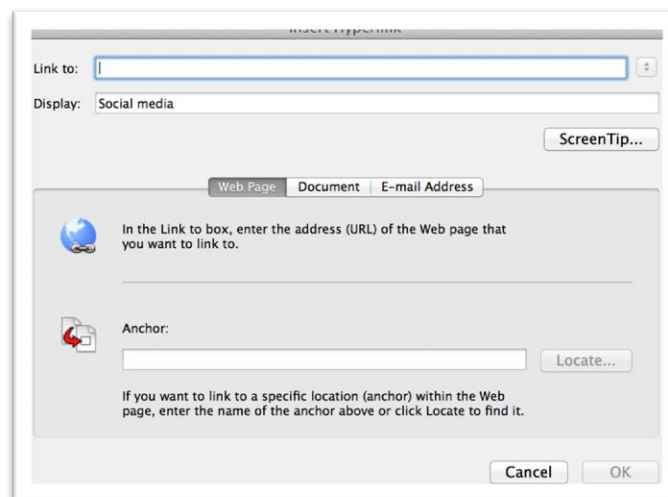 Insert Hyperlink
Link to:
Display: Social media
ScreenTip...
Web Page Document E-mail Address
In the Link to box, enter the address (URL) of the Web page that
you want to link to.
Anchor:
Locate...
If you want to link to a specific location (anchor) within the Web
page, enter the name of the anchor above or click Locate to find it.
Cancel OK